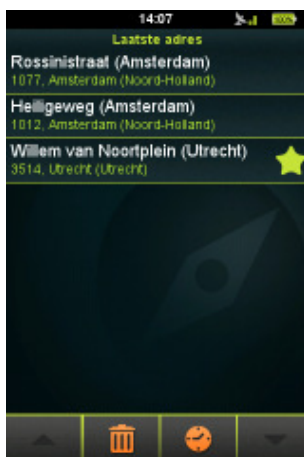 14:07
100%
Laatste adres
Rossinistraat (Amsterdam)
1077, Amsterdam (Noord-Holland)
Heiligeweg (Amsterdam)
1012, Amsterdam (Noord-Holland)
Willem van Noortplein (Utrecht)
3514, Utrecht (Utrecht)